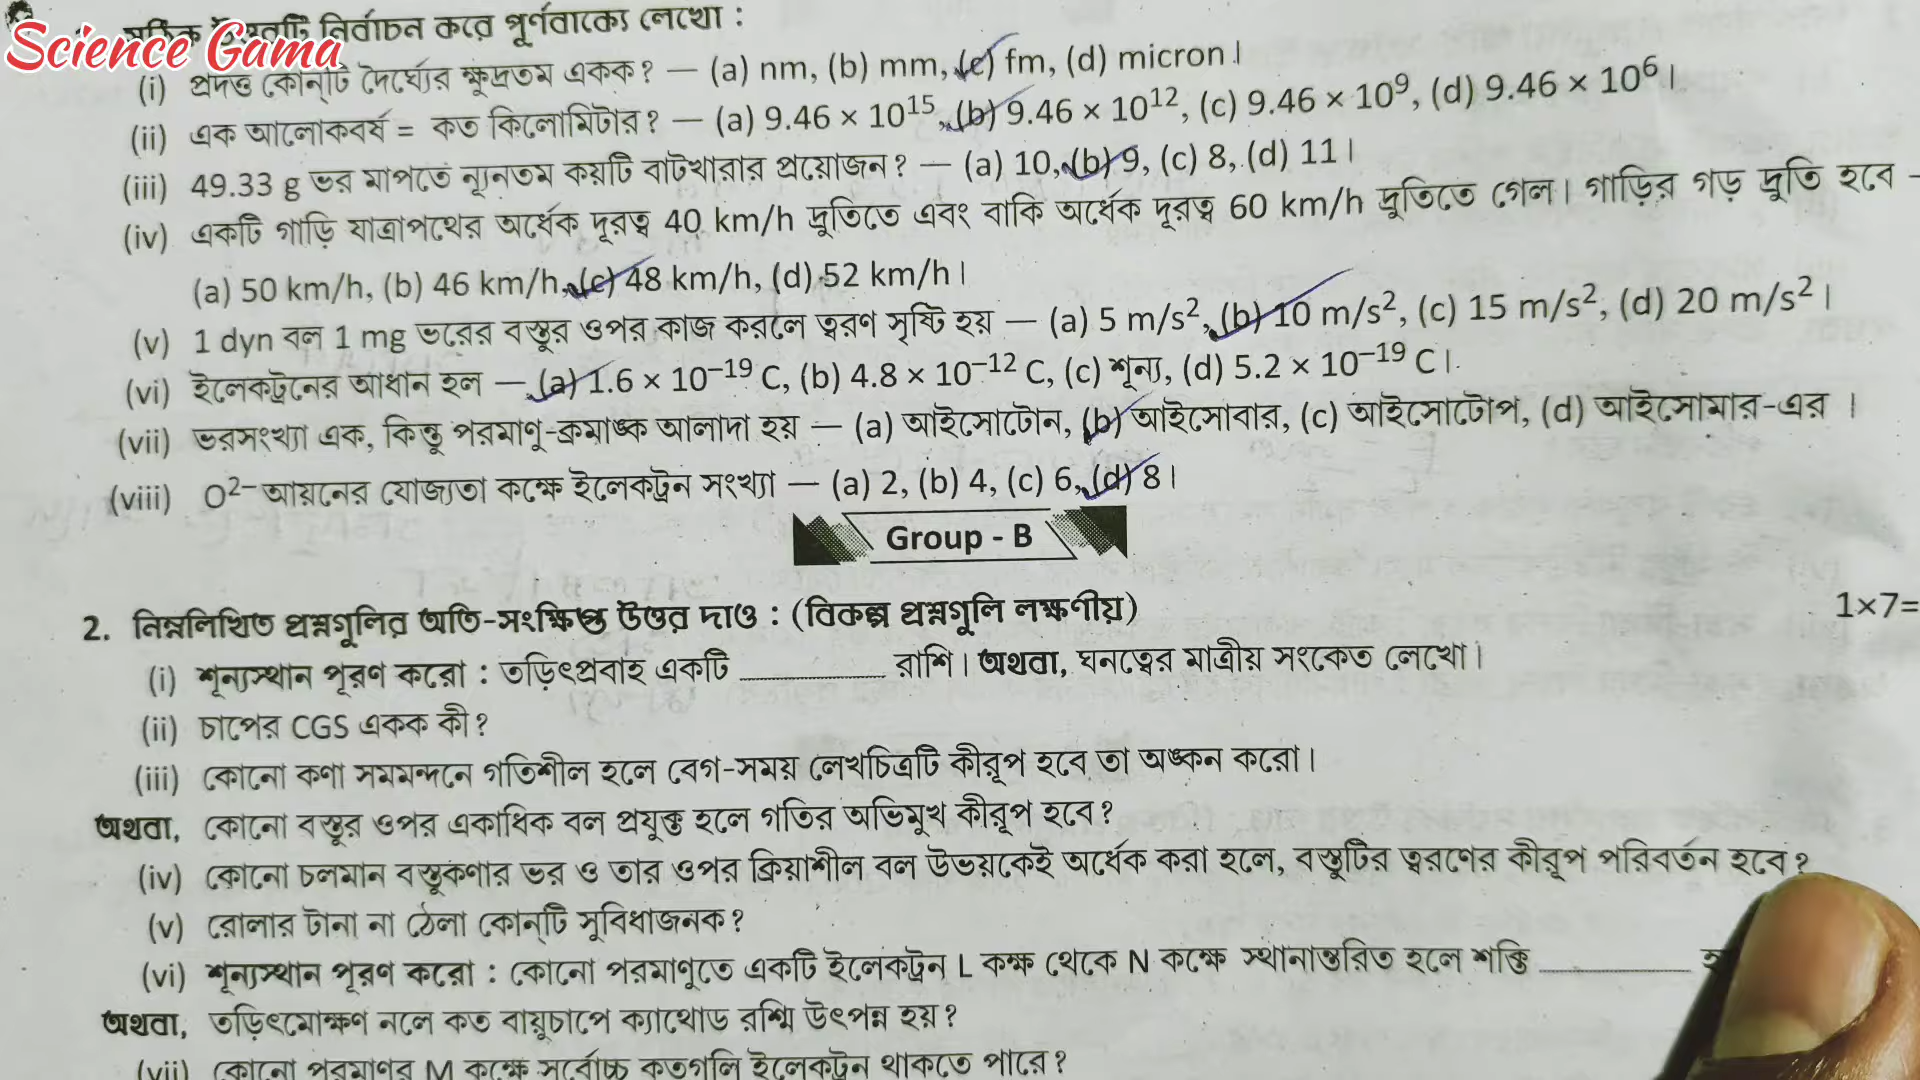 Science Gama
নির্বাচন করে পূর্ণবাক্যে লেখো :
(i) প্রদত্ত কোন্‌টি দৈর্ঘ্যের ক্ষুদ্রতম একক? — (a) nm, (b) mm, (c) fm, (d) micron।
(ii) এক আলোকবর্ষ = কত কিলোমিটার? — (a) 9.46 × 10¹⁵, (b) 9.46 × 10¹², (c) 9.46 × 10⁹, (d) 9.46 × 10⁶।
(iii) 49.33 g ভর মাপতে ন্যূনতম কয়টি বাটখারার প্রয়োজন? — (a) 10, (b) 9, (c) 8, (d) 11।
(iv) একটি গাড়ি যাত্রাপথের অর্ধেক দূরত্ব 40 km/h দ্রুতিতে এবং বাকি অর্ধেক দূরত্ব 60 km/h দ্রুতিতে গেল। গাড়ির গড় দ্রুতি হবে –
(a) 50 km/h, (b) 46 km/h, (c) 48 km/h, (d) 52 km/h।
(v) 1 dyn বল 1 mg ভরের বস্তুর ওপর কাজ করলে ত্বরণ সৃষ্টি হয় — (a) 5 m/s², (b) 10 m/s², (c) 15 m/s², (d) 20 m/s²।
(vi) ইলেকট্রনের আধান হল — (a) 1.6 × 10⁻¹⁹ C, (b) 4.8 × 10⁻¹² C, (c) শূন্য, (d) 5.2 × 10⁻¹⁹ C।
(vii) ভরসংখ্যা এক, কিন্তু পরমাণু-ক্রমাঙ্ক আলাদা হয় — (a) আইসোটোন, (b) আইসোবার, (c) আইসোটোপ, (d) আইসোমার-এর।
(viii) O²⁻ আয়নের যোজ্যতা কক্ষে ইলেকট্রন সংখ্যা — (a) 2, (b) 4, (c) 6, (d) 8।
Group - B
2. নিম্নলিখিত প্রশ্নগুলির অতি-সংক্ষিপ্ত উত্তর দাও : (বিকল্প প্রশ্নগুলি লক্ষণীয়) 1×7=
(i) শূন্যস্থান পূরণ করো : তড়িৎপ্রবাহ একটি ________ রাশি। অথবা, ঘনত্বের মাত্রীয় সংকেত লেখো।
(ii) চাপের CGS একক কী?
(iii) কোনো কণা সমমন্দনে গতিশীল হলে বেগ-সময় লেখচিত্রটি কীরূপ হবে তা অঙ্কন করো।
অথবা, কোনো বস্তুর ওপর একাধিক বল প্রযুক্ত হলে গতির অভিমুখ কীরূপ হবে?
(iv) কোনো চলমান বস্তুকণার ভর ও তার ওপর ক্রিয়াশীল বল উভয়কেই অর্ধেক করা হলে, বস্তুটির ত্বরণের কীরূপ পরিবর্তন হবে?
(v) রোলার টানা না ঠেলা কোন্‌টি সুবিধাজনক?
(vi) শূন্যস্থান পূরণ করো : কোনো পরমাণুতে একটি ইলেকট্রন L কক্ষ থেকে N কক্ষে স্থানান্তরিত হলে শক্তি ________
অথবা, তড়িৎমোক্ষণ নলে কত বায়ুচাপে ক্যাথোড রশ্মি উৎপন্ন হয়?
(vii) কোনো পরমাণুর M কক্ষে সর্বোচ্চ কতগুলি ইলেকট্রন থাকতে পারে?